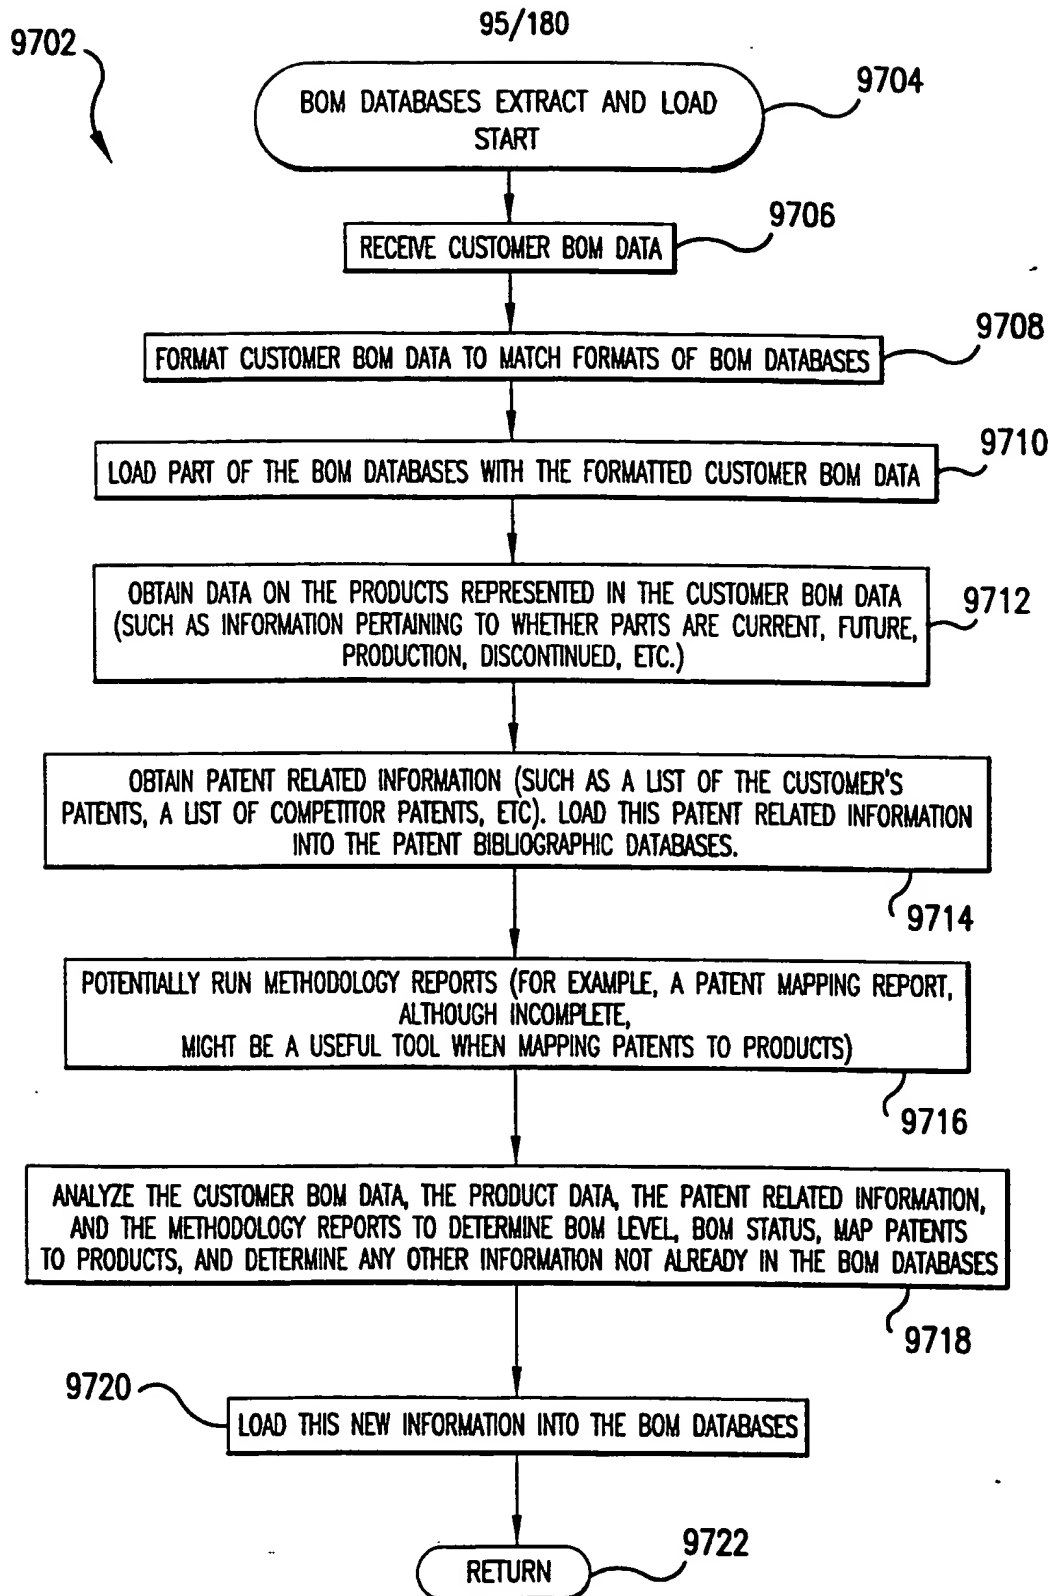 95/180
9702
BOM DATABASES EXTRACT AND LOAD
START
9704
RECEIVE CUSTOMER BOM DATA
9706
FORMAT CUSTOMER BOM DATA TO MATCH FORMATS OF BOM DATABASES
9708
LOAD PART OF THE BOM DATABASES WITH THE FORMATTED CUSTOMER BOM DATA
9710
OBTAIN DATA ON THE PRODUCTS REPRESENTED IN THE CUSTOMER BOM DATA
(SUCH AS INFORMATION PERTAINING TO WHETHER PARTS ARE CURRENT, FUTURE,
PRODUCTION, DISCONTINUED, ETC.)
9712
OBTAIN PATENT RELATED INFORMATION (SUCH AS A LIST OF THE CUSTOMER'S
PATENTS, A LIST OF COMPETITOR PATENTS, ETC). LOAD THIS PATENT RELATED INFORMATION
INTO THE PATENT BIBLIOGRAPHIC DATABASES.
9714
POTENTIALLY RUN METHODOLOGY REPORTS (FOR EXAMPLE, A PATENT MAPPING REPORT,
ALTHOUGH INCOMPLETE,
MIGHT BE A USEFUL TOOL WHEN MAPPING PATENTS TO PRODUCTS)
9716
ANALYZE THE CUSTOMER BOM DATA, THE PRODUCT DATA, THE PATENT RELATED INFORMATION,
AND THE METHODOLOGY REPORTS TO DETERMINE BOM LEVEL, BOM STATUS, MAP PATENTS
TO PRODUCTS, AND DETERMINE ANY OTHER INFORMATION NOT ALREADY IN THE BOM DATABASES
9718
9720
LOAD THIS NEW INFORMATION INTO THE BOM DATABASES
RETURN
9722